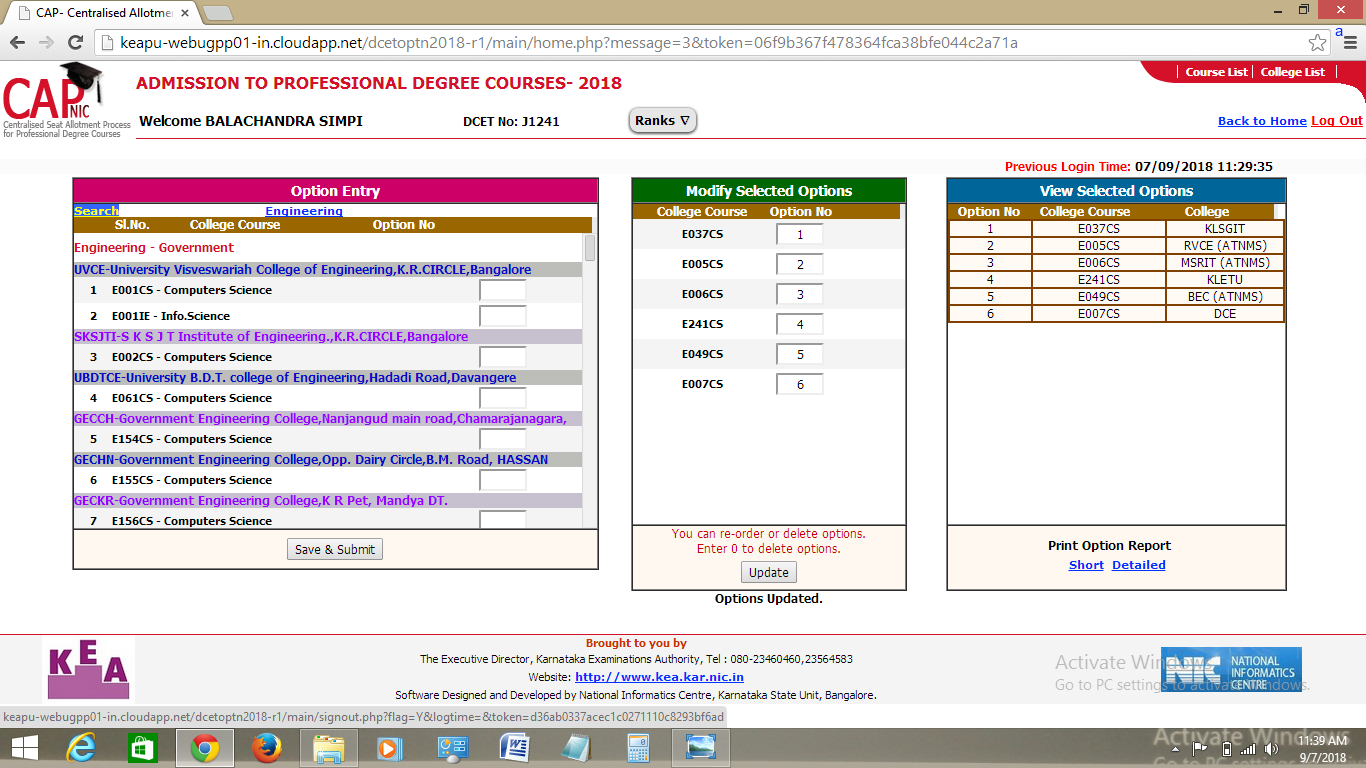 CAP- Centralised Allotme
keapu-webugpp01-in.cloudapp.net/dcetoptn2018-r1/main/home.php?message=3&token=06f9b367f478364fca38bfe044c2a71a
a
CAP NIC
Centralised Seat Allotment Process
for Professional Degree Courses
ADMISSION TO PROFESSIONAL DEGREE COURSES- 2018
Course List | College List |
Welcome BALACHANDRA SIMPI DCET No: J1241 Ranks ∇
Back to Home Log Out
Previous Login Time: 07/09/2018 11:29:35
Option Entry
Search Engineering
Sl.No. College Course Option No
Engineering - Government
UVCE-University Visveswariah College of Engineering,K.R.CIRCLE,Bangalore
1 E001CS - Computers Science
2 E001IE - Info.Science
SKSJTI-S K S J T Institute of Engineering.,K.R.CIRCLE,Bangalore
3 E002CS - Computers Science
UBDTCE-University B.D.T. college of Engineering,Hadadi Road,Davangere
4 E061CS - Computers Science
GECCH-Government Engineering College,Nanjangud main road,Chamarajanagara,
5 E154CS - Computers Science
GECHN-Government Engineering College,Opp. Dairy Circle,B.M. Road, HASSAN
6 E155CS - Computers Science
GECKR-Government Engineering College,K R Pet, Mandya DT.
7 E156CS - Computers Science
Save & Submit
Modify Selected Options
College Course Option No
E037CS 1
E005CS 2
E006CS 3
E241CS 4
E049CS 5
E007CS 6
You can re-order or delete options.
Enter 0 to delete options.
Update
Options Updated.
View Selected Options
Option No College Course College
1 E037CS KLSGIT
2 E005CS RVCE (ATNMS)
3 E006CS MSRIT (ATNMS)
4 E241CS KLETU
5 E049CS BEC (ATNMS)
6 E007CS DCE
Print Option Report
Short Detailed
KEA
Brought to you by
The Executive Director, Karnataka Examinations Authority, Tel : 080-23460460,23564583
Website: http://www.kea.kar.nic.in
Software Designed and Developed by National Informatics Centre, Karnataka State Unit, Bangalore.
NIC NATIONAL
INFORMATICS
CENTRE
Activate Windows
Go to PC settings to activate Windows.
keapu-webugpp01-in.cloudapp.net/dcetoptn2018-r1/main/signout.php?flag=Y&logtime=&token=d36ab0337acec1c0271110c8293bf6ad
Activate Windows
11:39 AM
9/7/2018